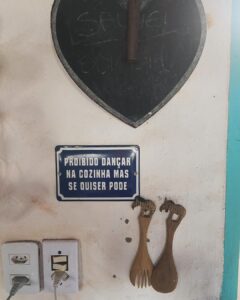 PROIBIDO DANÇAR
NA COZINHA MAS
SE QUISER PODE